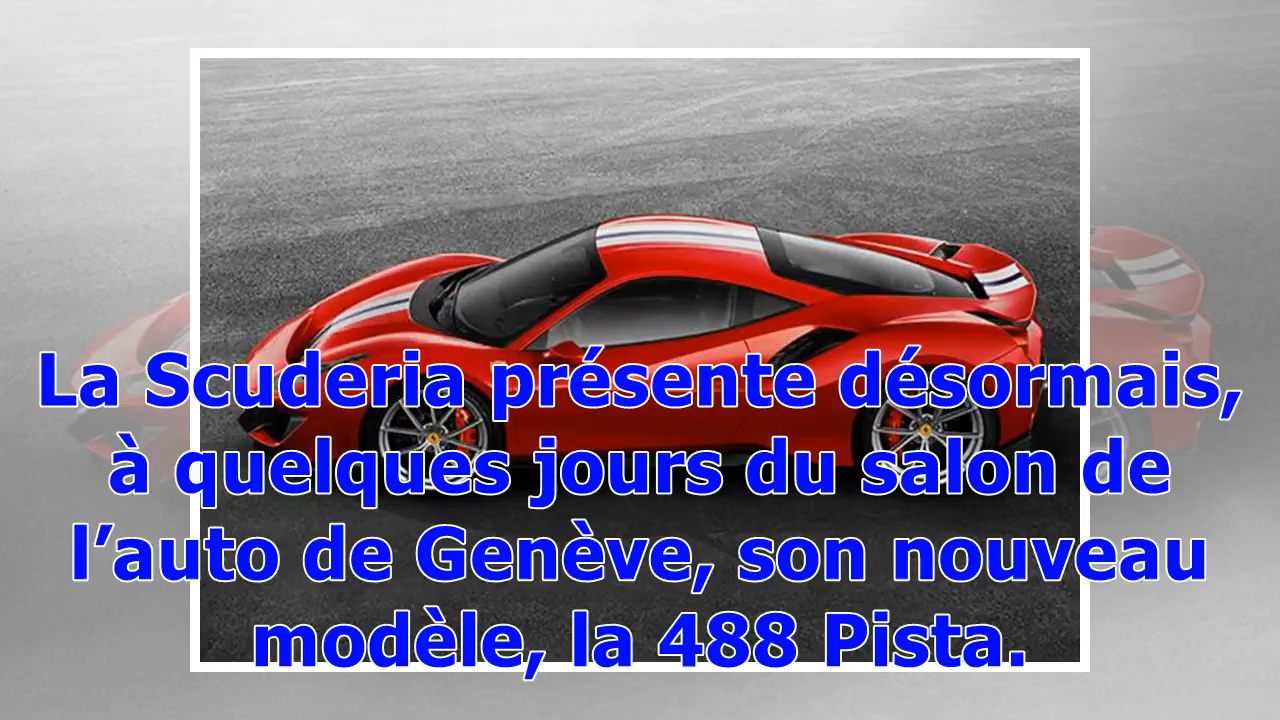 La Scuderia présente désormais,
à quelques jours du salon de
l’auto de Genève, son nouveau
modèle, la 488 Pista.